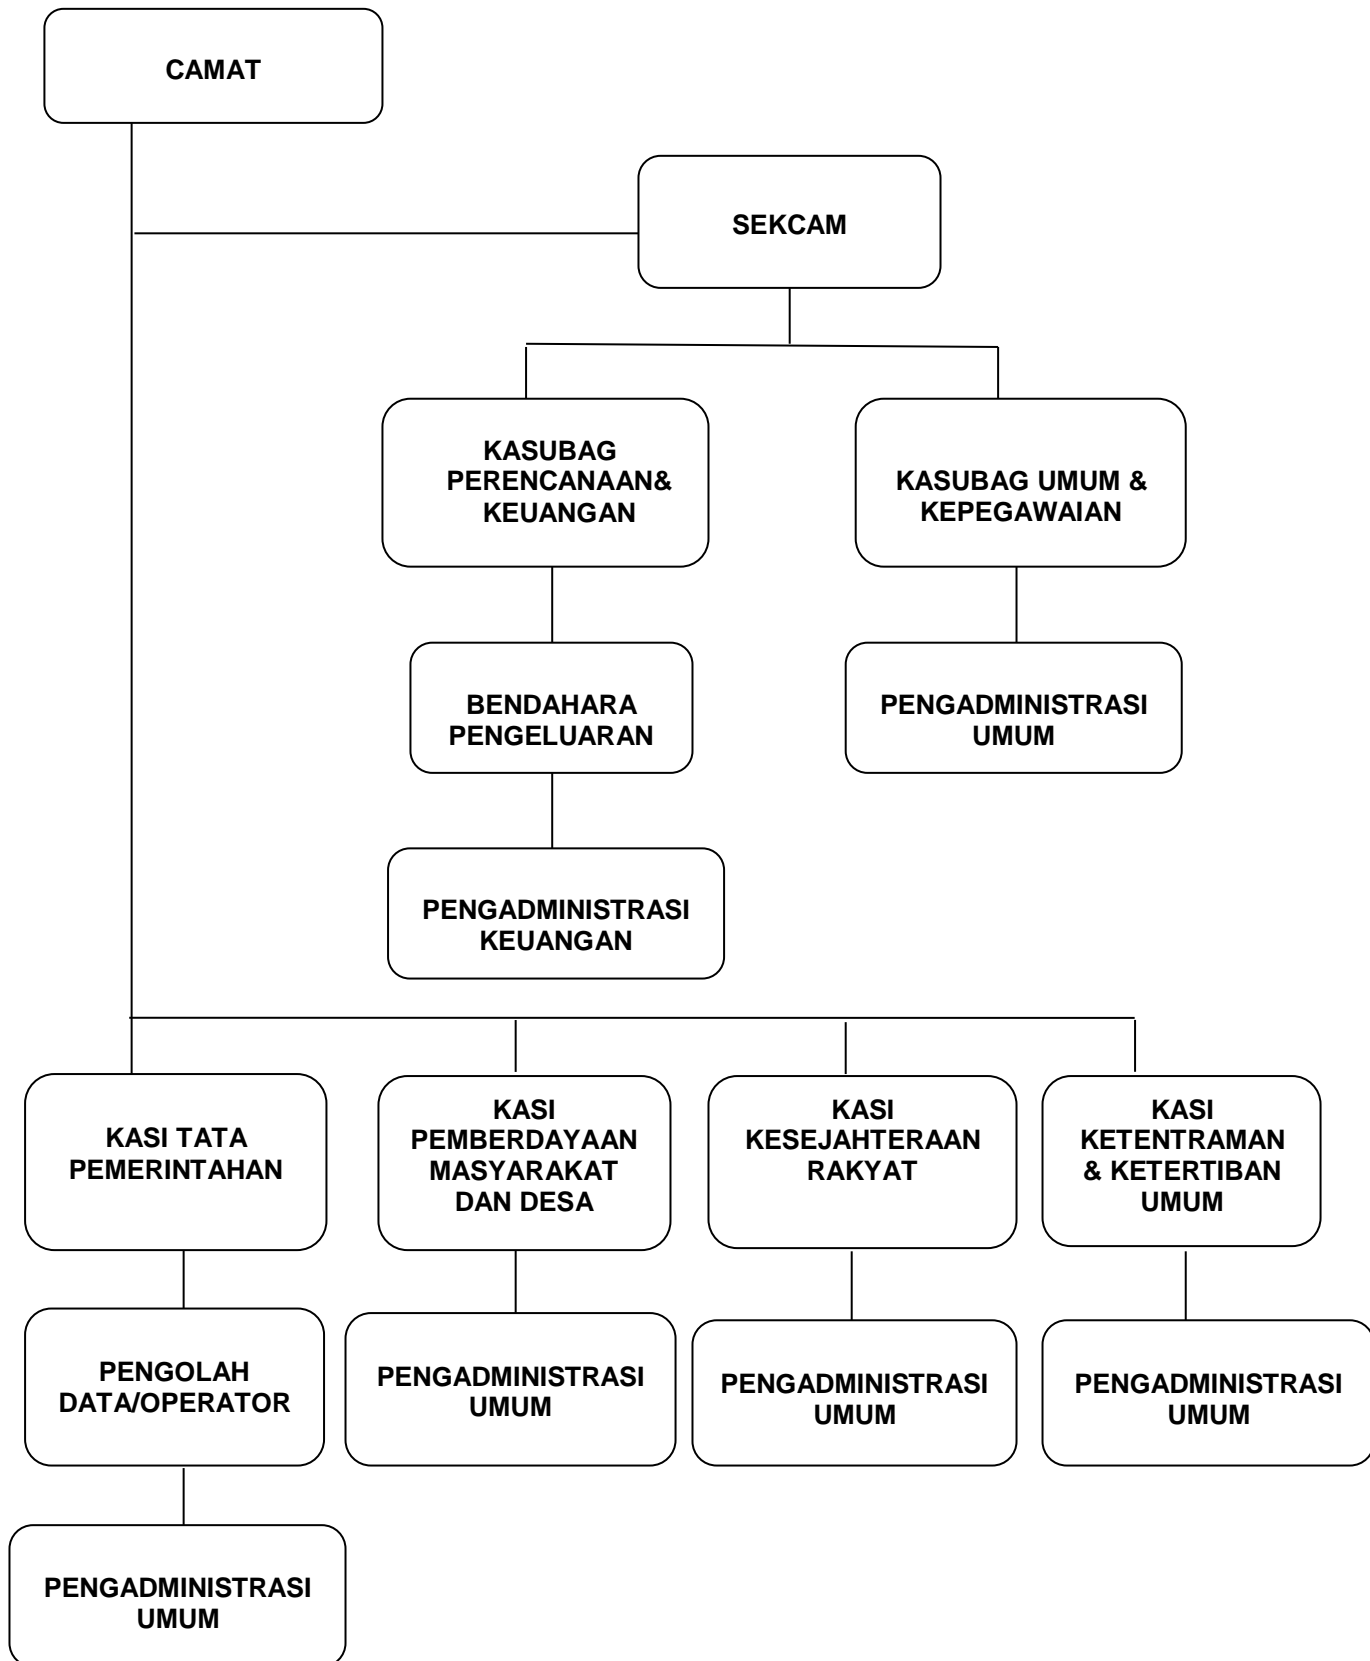 CAMAT
SEKCAM
KASUBAG
PERENCANAAN&
KEUANGAN
KASUBAG UMUM &
KEPEGAWAIAN
BENDAHARA
PENGELUARAN
PENGADMINISTRASI
UMUM
PENGADMINISTRASI
KEUANGAN
KASI TATA
PEMERINTAHAN
KASI
PEMBERDAYAAN
MASYARAKAT
DAN DESA
KASI
KESEJAHTERAAN
RAKYAT
KASI
KETENTRAMAN
& KETERTIBAN
UMUM
PENGOLAH
DATA/OPERATOR
PENGADMINISTRASI
UMUM
PENGADMINISTRASI
UMUM
PENGADMINISTRASI
UMUM
PENGADMINISTRASI
UMUM